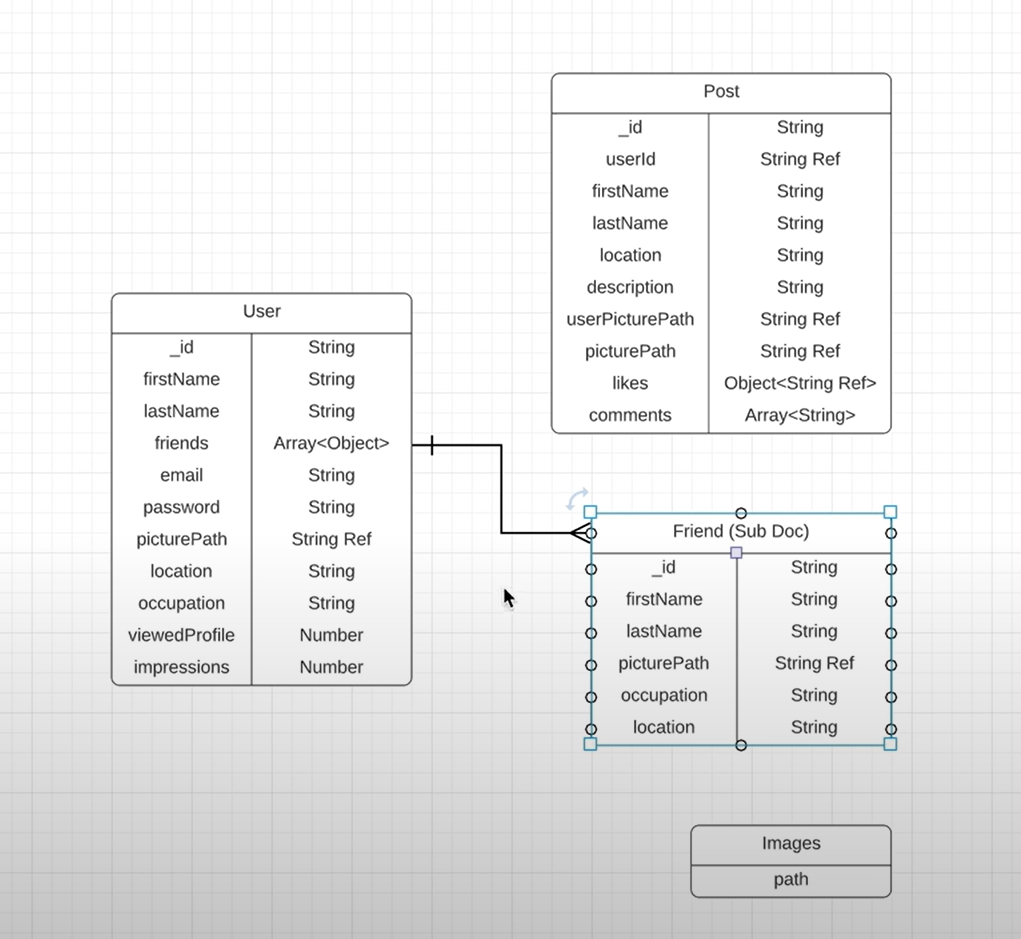 Post
_id String
userId String Ref
firstName String
lastName String
location String
description String
userPicturePath String Ref
picturePath String Ref
likes Object<String Ref>
comments Array<String>
User
_id String
firstName String
lastName String
friends Array<Object>
email String
password String
picturePath String Ref
location String
occupation String
viewedProfile Number
impressions Number
Friend (Sub Doc)
_id String
firstName String
lastName String
picturePath String Ref
occupation String
location String
Images
path